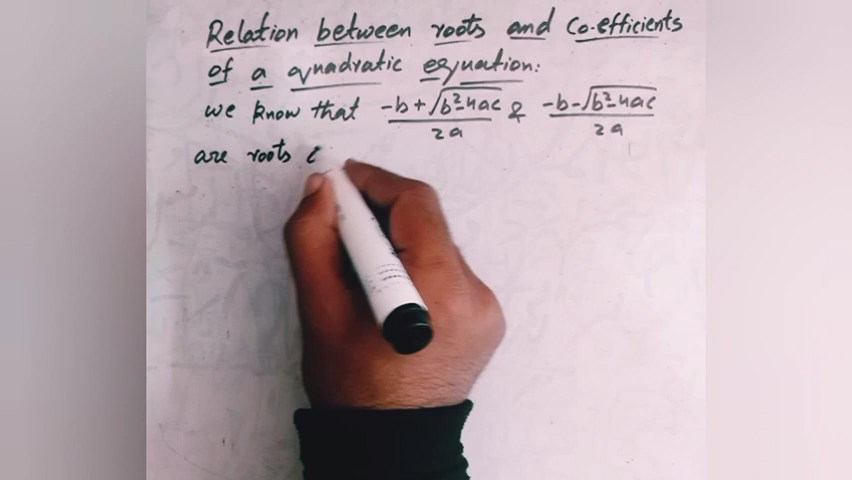 Relation between roots and Co-efficients
of a quadratic equation:
we know that (-b + √(b²-4ac))/2a & (-b - √(b²-4ac))/2a
are roots